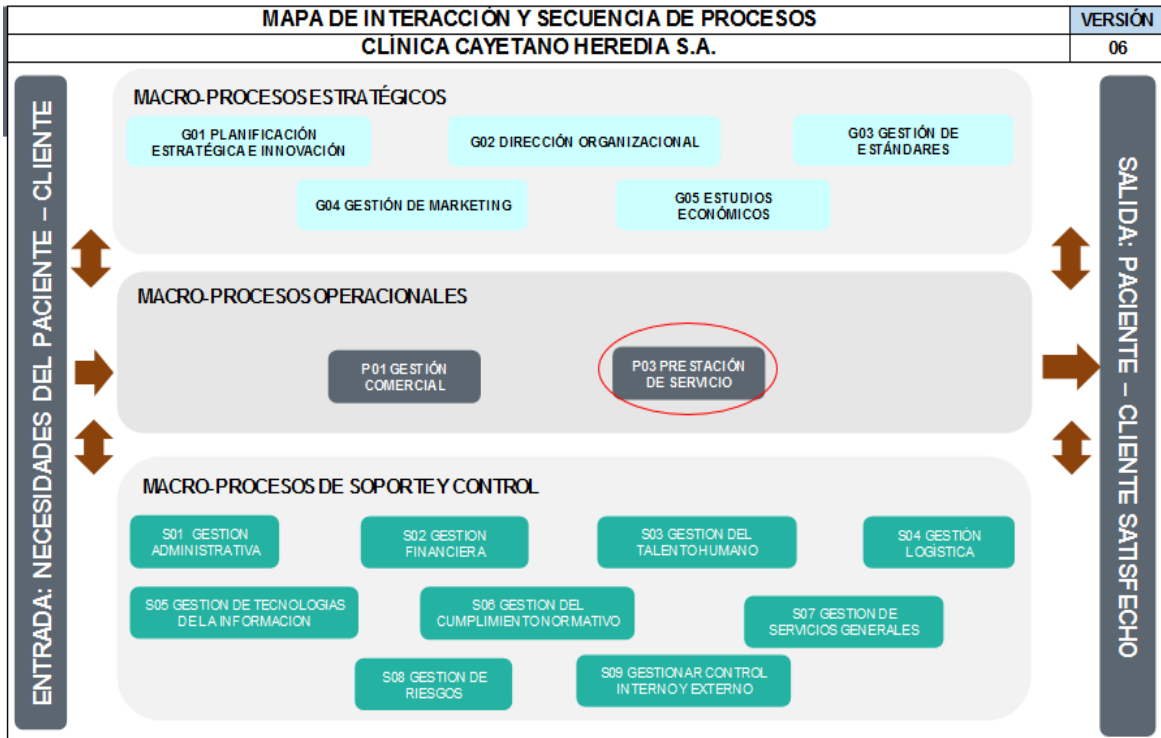 MAPA DE INTERACCIÓN Y SECUENCIA DE PROCESOS
VERSIÓN
CLÍNICA CAYETANO HEREDIA S.A.
06
ENTRADA: NECESIDADES DEL PACIENTE – CLIENTE
MACRO-PROCESOS ESTRATÉGICOS
G01 PLANIFICACIÓN
ESTRATÉGICA E INNOVACIÓN
G02 DIRECCIÓN ORGANIZACIONAL
G03 GESTIÓN DE
ESTÁNDARES
G04 GESTIÓN DE MARKETING
G05 ESTUDIOS
ECONÓMICOS
MACRO-PROCESOS OPERACIONALES
P01 GESTIÓN
COMERCIAL
P03 PRESTACIÓN
DE SERVICIO
MACRO-PROCESOS DE SOPORTE Y CONTROL
S01 GESTION
ADMINISTRATIVA
S02 GESTION
FINANCIERA
S03 GESTION DEL
TALENTO HUMANO
S04 GESTIÓN
LOGÍSTICA
S05 GESTION DE TECNOLOGIAS
DE LA INFORMACION
S06 GESTION DEL
CUMPLIMIENTO NORMATIVO
S07 GESTION DE
SERVICIOS GENERALES
S08 GESTION DE
RIESGOS
S09 GESTIONAR CONTROL
INTERNO Y EXTERNO
SALIDA: PACIENTE – CLIENTE SATISFECHO